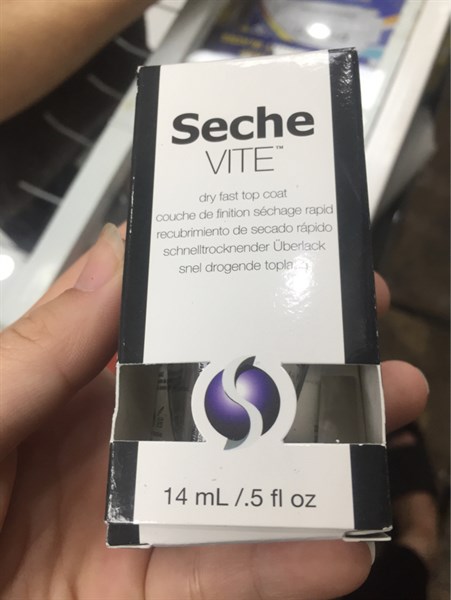 Seche
VITE™
dry fast top coat
couche de finition séchage rapid
recubrimiento de secado rápido
schnelltrocknender Überlack
snel drogende
14 mL /.5 fl oz